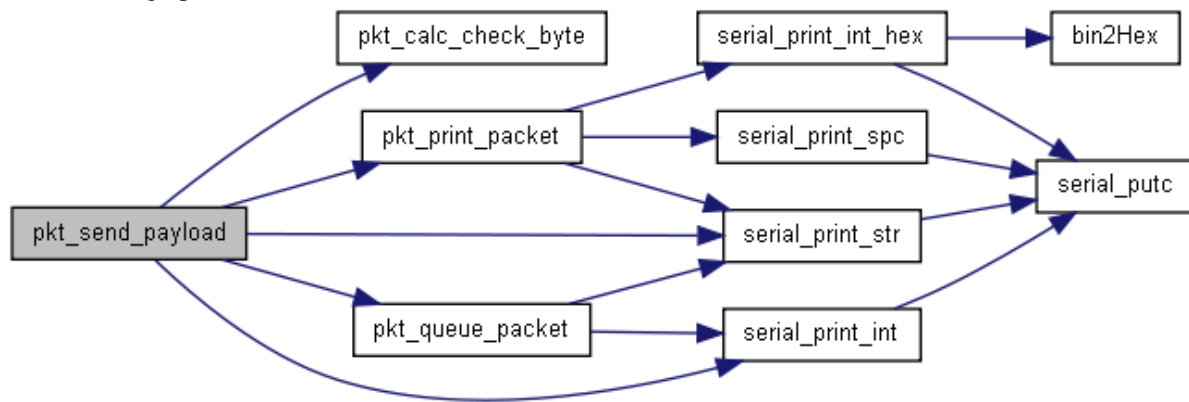 pkt_calc_check_byte
serial_print_int_hex
bin2Hex
pkt_print_packet
serial_print_spc
serial_putc
pkt_send_payload
serial_print_str
pkt_queue_packet
serial_print_int